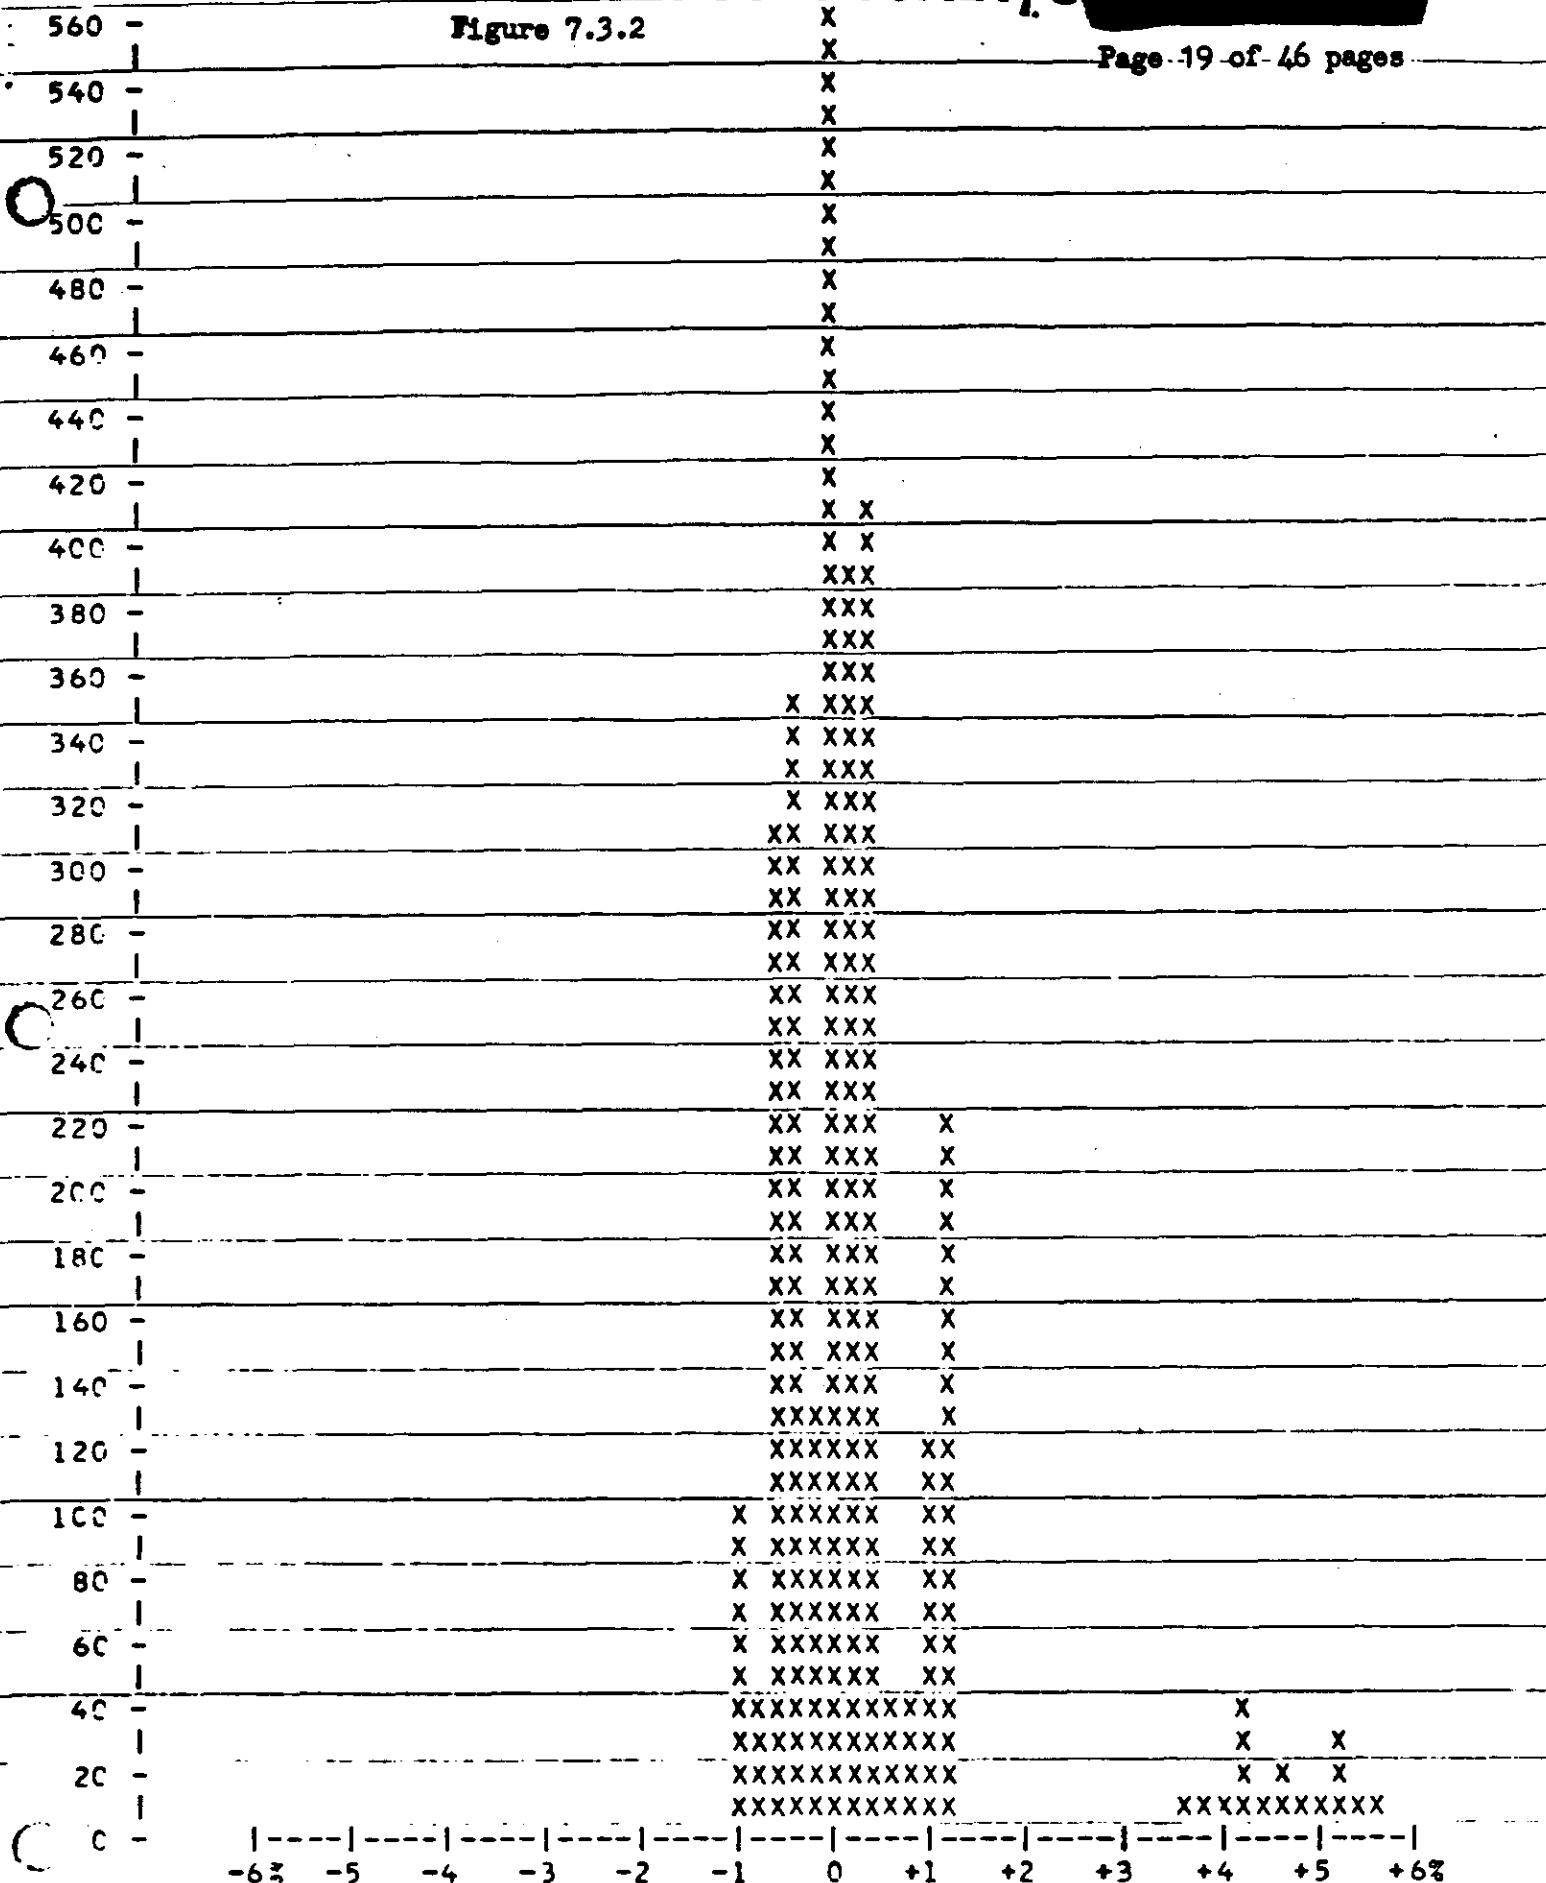 Figure 7.3.2
Page 19 of 46 pages
560 - X
| X
540 - X
| X
520 - X
| X
500 - X
| X
480 - X
| X
460 - X
| X
440 - X
| X
420 - X
| X X
400 - X X
| XXX
380 - XXX
| XXX
360 - XXX
| X XXX
340 - X XXX
| X XXX
320 - X XXX
| XX XXX
300 - XX XXX
| XX XXX
280 - XX XXX
| XX XXX
260 - XX XXX
| XX XXX
240 - XX XXX
| XX XXX
220 - XX XXX X
| XX XXX X
200 - XX XXX X
| XX XXX X
180 - XX XXX X
| XX XXX X
160 - XX XXX X
| XX XXX X
140 - XX XXX X
| XXXXXX X
120 - XXXXXX XX
| XXXXXX XX
100 - X XXXXXX XX
| X XXXXXX XX
80 - X XXXXXX XX
| X XXXXXX XX
60 - X XXXXXX XX
| X XXXXXX XX
40 - XXXXXXXXXXXX X
| XXXXXXXXXXXX X X
20 - XXXXXXXXXXXX X X X
| XXXXXXXXXXXX XXXXXXXXXXX
0 - |----|----|----|----|----|----|----|----|----|----|----|----|
-6% -5 -4 -3 -2 -1 0 +1 +2 +3 +4 +5 +6%